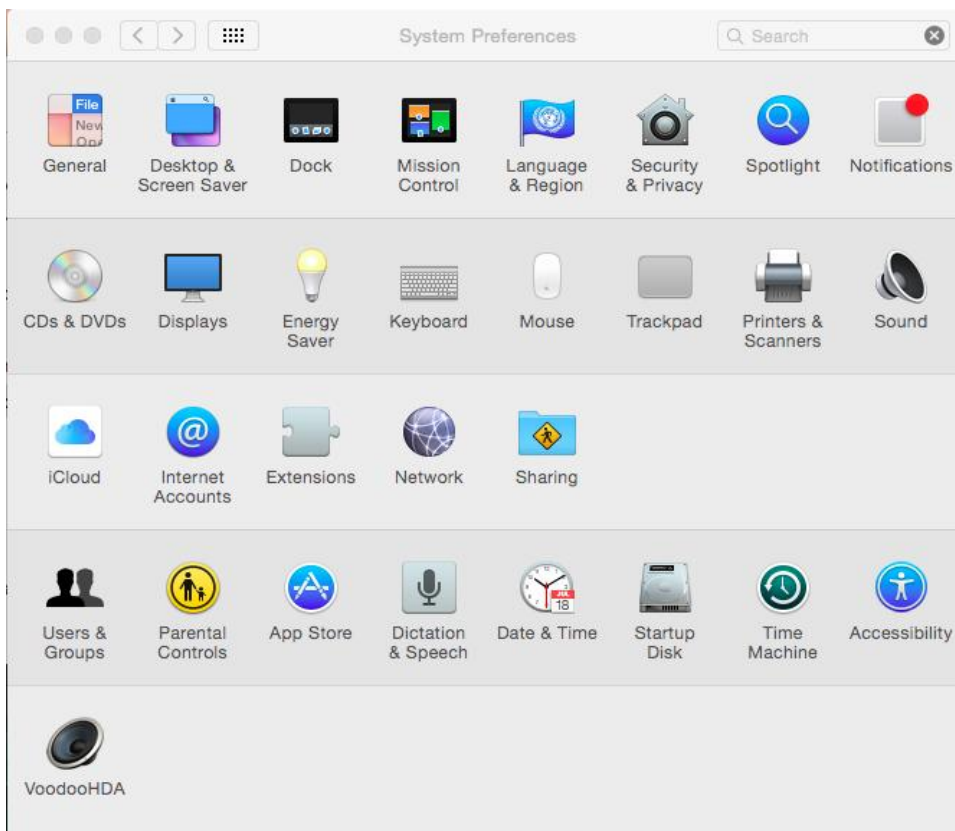 System Preferences
Search
File
New
Ope
General
Desktop &
Screen Saver
Dock
Mission
Control
Language
& Region
Security
& Privacy
Spotlight
Notifications
CDs & DVDs
Displays
Energy
Saver
Keyboard
Mouse
Trackpad
Printers &
Scanners
Sound
iCloud
@
Internet
Accounts
Extensions
Network
Sharing
Users &
Groups
Parental
Controls
App Store
Dictation
& Speech
JUL
18
Date & Time
Startup
Disk
Time
Machine
Accessibility
VoodooHDA